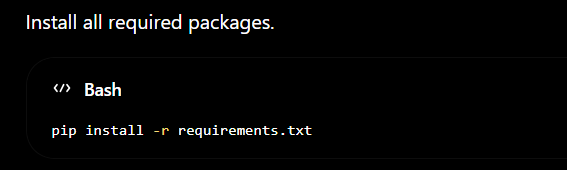 Install all required packages.
Bash
pip install -r requirements.txt